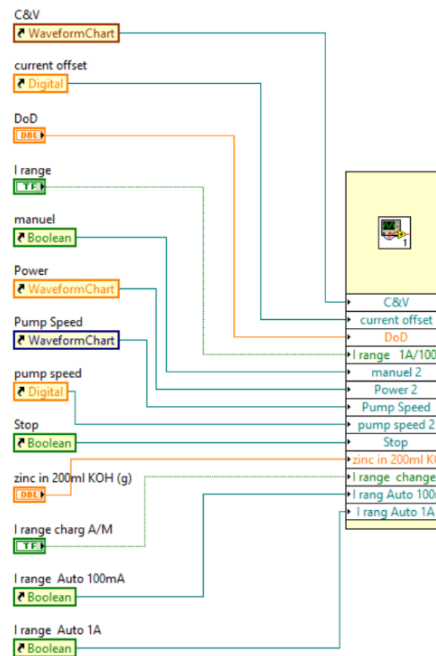 C&V
WaveformChart
current offset
Digital
DoD
DBL
I range
TF
manuel
Boolean
Power
WaveformChart
Pump Speed
WaveformChart
pump speed
Digital
Stop
Boolean
zinc in 200ml KOH (g)
DBL
I range charg A/M
TF
I range Auto 100mA
Boolean
I range Auto 1A
Boolean
1
C&V
current offset
DoD
I range 1A/100
manuel 2
Power 2
Pump Speed
pump speed 2
Stop
zinc in 200ml KO
I range change
I rang Auto 100m
I rang Auto 1A